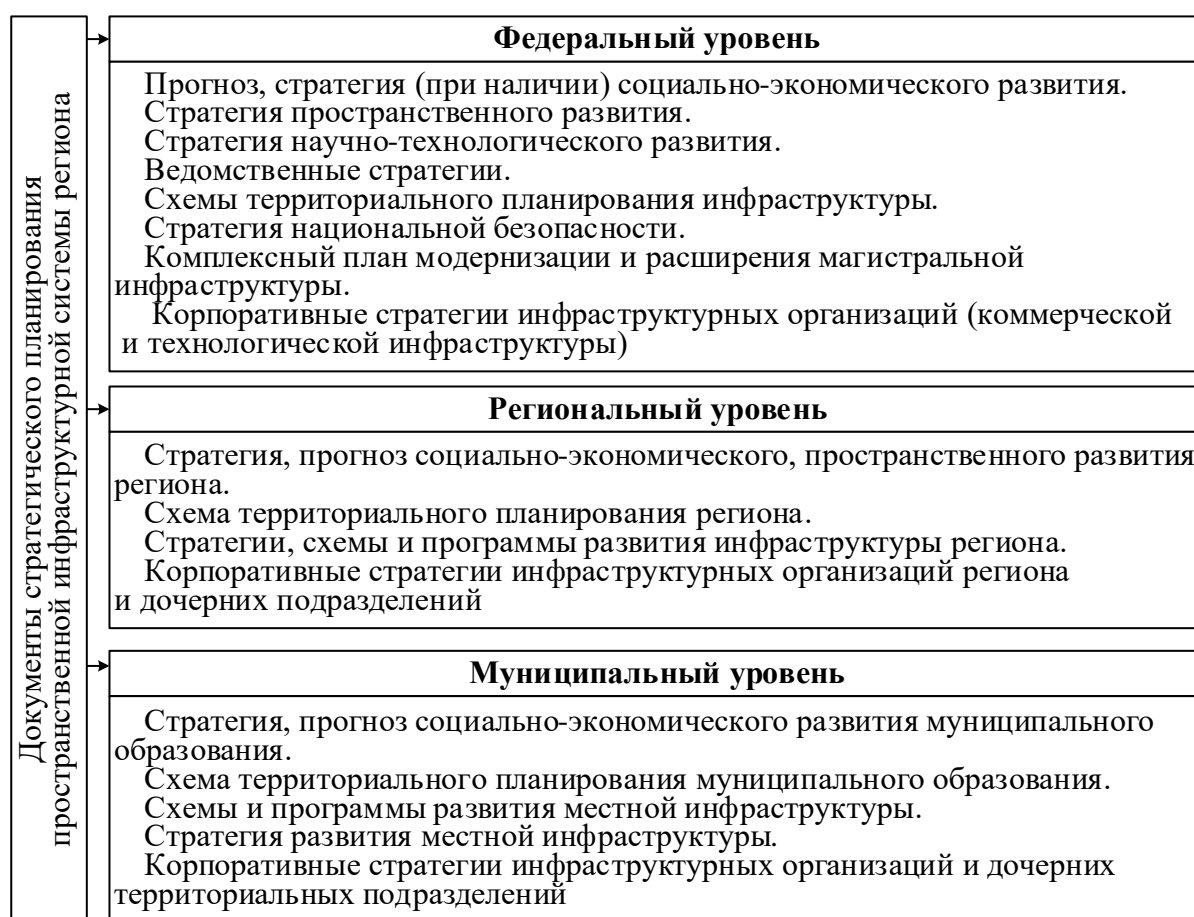 Документы стратегического планирования
пространственной инфраструктурной системы региона
Федеральный уровень
Прогноз, стратегия (при наличии) социально-экономического развития.
Стратегия пространственного развития.
Стратегия научно-технологического развития.
Ведомственные стратегии.
Схемы территориального планирования инфраструктуры.
Стратегия национальной безопасности.
Комплексный план модернизации и расширения магистральной
инфраструктуры.
Корпоративные стратегии инфраструктурных организаций (коммерческой
и технологической инфраструктуры)
Региональный уровень
Стратегия, прогноз социально-экономического, пространственного развития
региона.
Схема территориального планирования региона.
Стратегии, схемы и программы развития инфраструктуры региона.
Корпоративные стратегии инфраструктурных организаций региона
и дочерних подразделений
Муниципальный уровень
Стратегия, прогноз социально-экономического развития муниципального
образования.
Схема территориального планирования муниципального образования.
Схемы и программы развития местной инфраструктуры.
Стратегия развития местной инфраструктуры.
Корпоративные стратегии инфраструктурных организаций и дочерних
территориальных подразделений